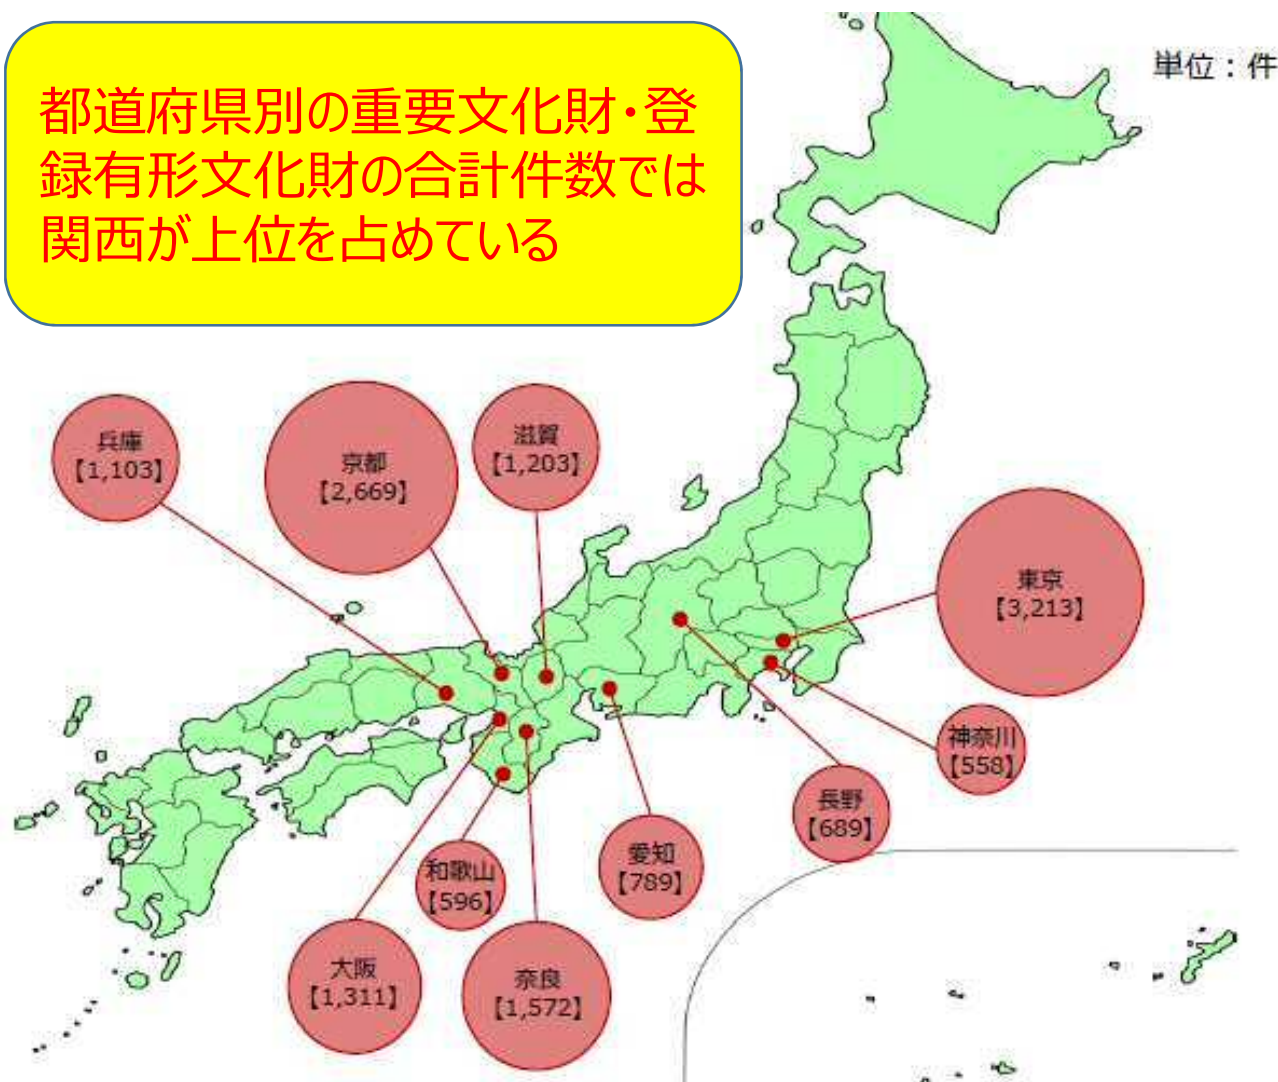 都道府県別の重要文化財・登
録有形文化財の合計件数では
関西が上位を占めている
単位：件
兵庫
【1,103】
京都
【2,669】
滋賀
【1,203】
東京
【3,213】
神奈川
【558】
長野
【689】
愛知
【789】
和歌山
【596】
大阪
【1,311】
奈良
【1,572】